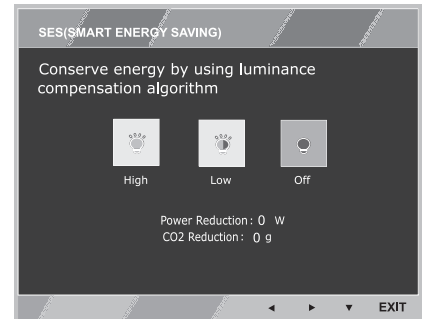 SES(SMART ENERGY SAVING)
Conserve energy by using luminance
compensation algorithm
High Low Off
Power Reduction: 0 W
CO2 Reduction: 0 g
EXIT